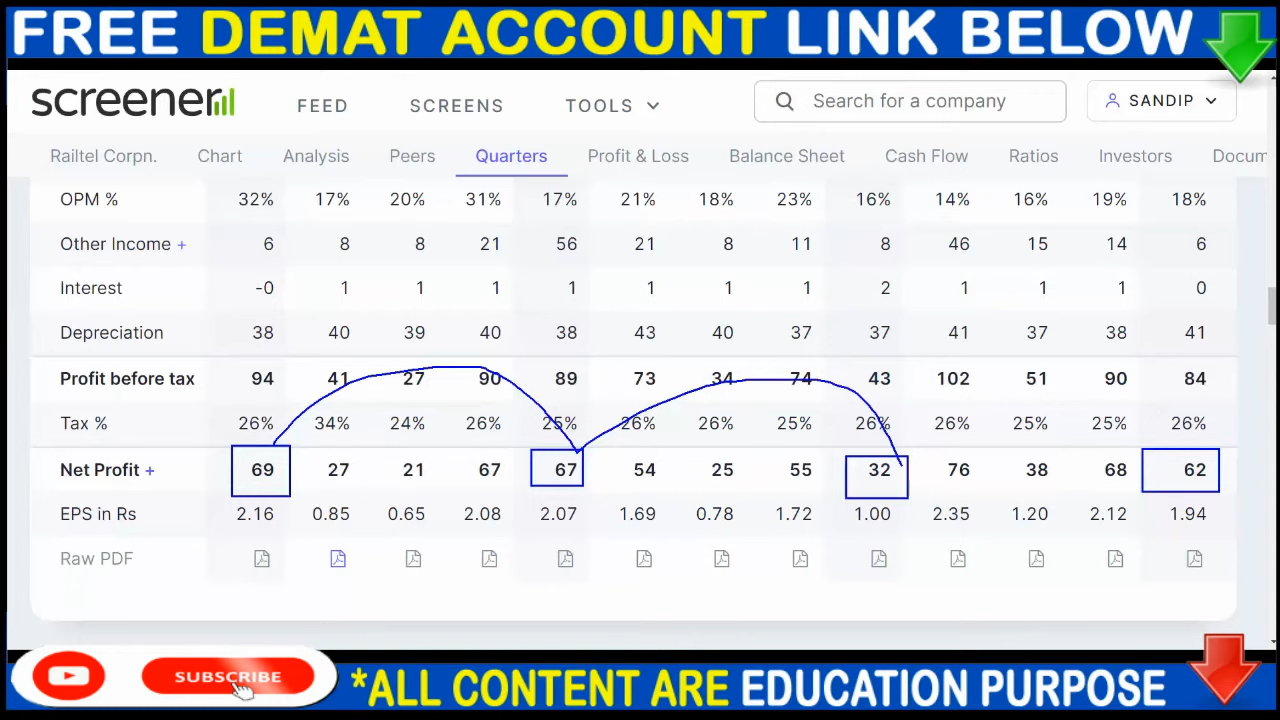 FREE DEMAT ACCOUNT LINK BELOW
screener FEED SCREENS TOOLS Search for a company SANDIP
Railtel Corpn. Chart Analysis Peers Quarters Profit & Loss Balance Sheet Cash Flow Ratios Investors Docum
OPM % 32% 17% 20% 31% 17% 21% 18% 23% 16% 14% 16% 19% 18%
Other Income + 6 8 8 21 56 21 8 11 8 46 15 14 6
Interest -0 1 1 1 1 1 1 1 2 1 1 1 0
Depreciation 38 40 39 40 38 43 40 37 37 41 37 38 41
Profit before tax 94 41 27 90 89 73 34 74 43 102 51 90 84
Tax % 26% 34% 24% 26% 25% 26% 26% 25% 26% 25% 25% 25% 26%
Net Profit + 69 27 21 67 67 54 25 55 32 76 38 68 62
EPS in Rs 2.16 0.85 0.65 2.08 2.07 1.69 0.78 1.72 1.00 2.35 1.20 2.12 1.94
Raw PDF
SUBSCRIBE
*ALL CONTENT ARE EDUCATION PURPOSE